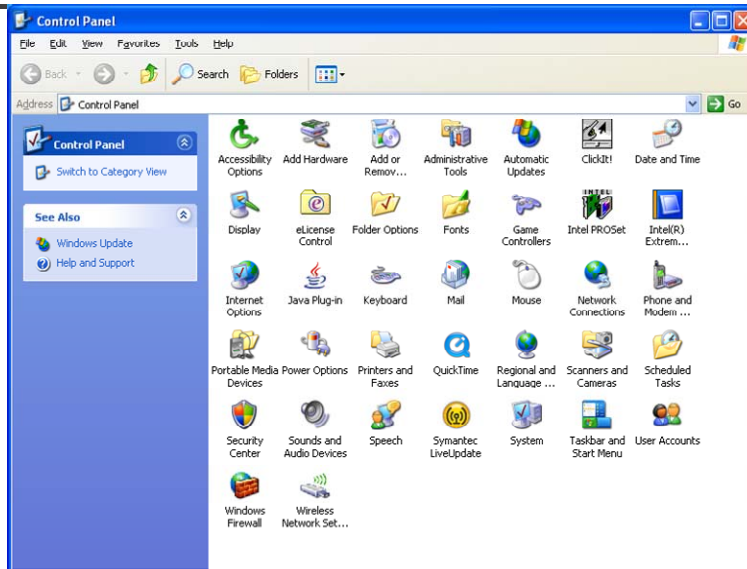 Control Panel
File Edit View Favorites Tools Help
Back Search Folders
Address Control Panel Go
Control Panel
Switch to Category View
See Also
Windows Update
Help and Support
Accessibility Options Add Hardware Add or Remov... Administrative Tools Automatic Updates ClickIt! Date and Time
Display eLicense Control Folder Options Fonts Game Controllers Intel PROSet Intel(R) Extrem...
Internet Options Java Plug-in Keyboard Mail Mouse Network Connections Phone and Modem ...
Portable Media Devices Power Options Printers and Faxes QuickTime Regional and Language ... Scanners and Cameras Scheduled Tasks
Security Center Sounds and Audio Devices Speech Symantec LiveUpdate System Taskbar and Start Menu User Accounts
Windows Firewall Wireless Network Set...